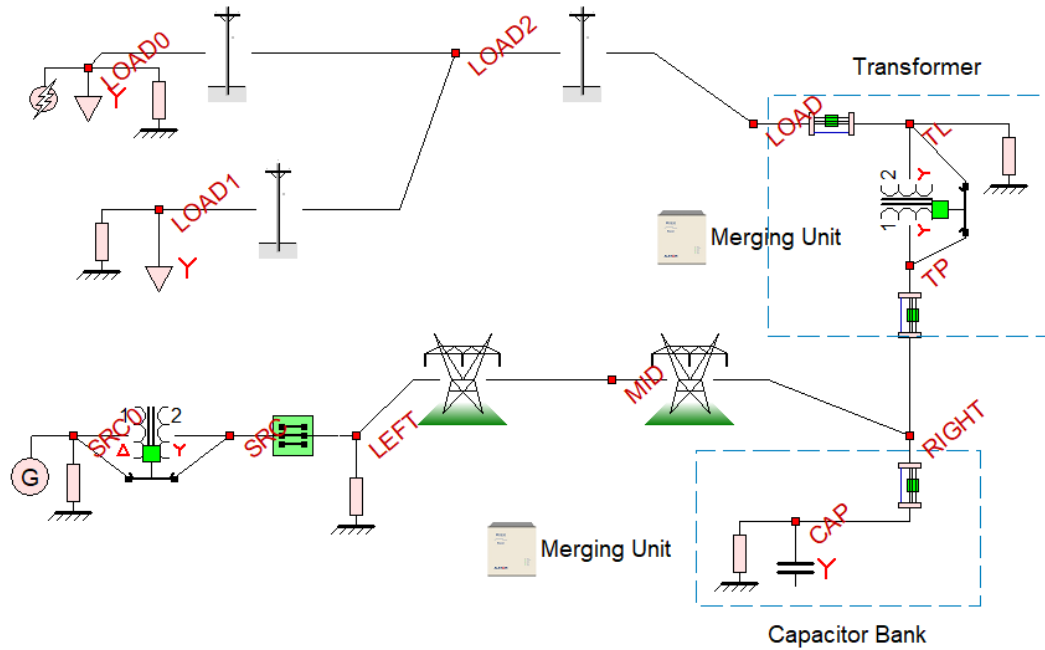 LOAD0
LOAD2
Transformer
LOAD
TL
Y
2
Y
LOAD1
1
Y
Merging Unit
Y
TP
MID
1
2
SRC0
SRC
LEFT
RIGHT
Δ
Y
G
CAP
Merging Unit
Y
Capacitor Bank